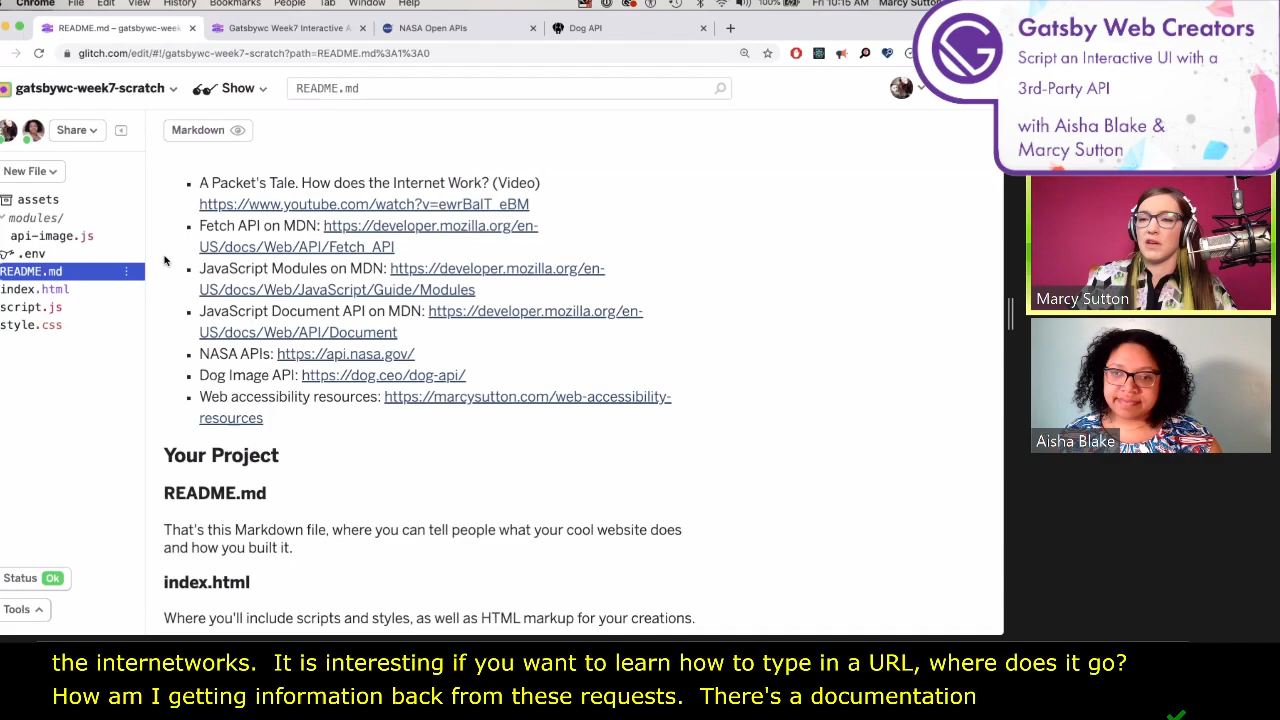 Chrome File Edit View History Bookmarks People Tab Window Help 100% Fri 10:15 AM Marcy Sutton
README.md – gatsbywc-week7- Gatsbywc Week7 Interactive A NASA Open APIs Dog API
glitch.com/edit/#!/gatsbywc-week7-scratch?path=README.md%3A1%3A0
gatsbywc-week7-scratch Show README.md
Share Markdown
New File
assets
modules/
api-image.js
.env
README.md
index.html
script.js
style.css
Status Ok
Tools
A Packet's Tale. How does the Internet Work? (Video)
https://www.youtube.com/watch?v=ewrBalT_eBM
Fetch API on MDN: https://developer.mozilla.org/en-
US/docs/Web/API/Fetch_API
JavaScript Modules on MDN: https://developer.mozilla.org/en-
US/docs/Web/JavaScript/Guide/Modules
JavaScript Document API on MDN: https://developer.mozilla.org/en-
US/docs/Web/API/Document
NASA APIs: https://api.nasa.gov/
Dog Image API: https://dog.ceo/dog-api/
Web accessibility resources: https://marcysutton.com/web-accessibility-
resources
Your Project
README.md
That's this Markdown file, where you can tell people what your cool website does
and how you built it.
index.html
Where you'll include scripts and styles, as well as HTML markup for your creations.
Gatsby Web Creators
Script an Interactive UI with a
3rd-Party API
with Aisha Blake &
Marcy Sutton
Marcy Sutton
Aisha Blake
the internetworks. It is interesting if you want to learn how to type in a URL, where does it go?
How am I getting information back from these requests. There's a documentation